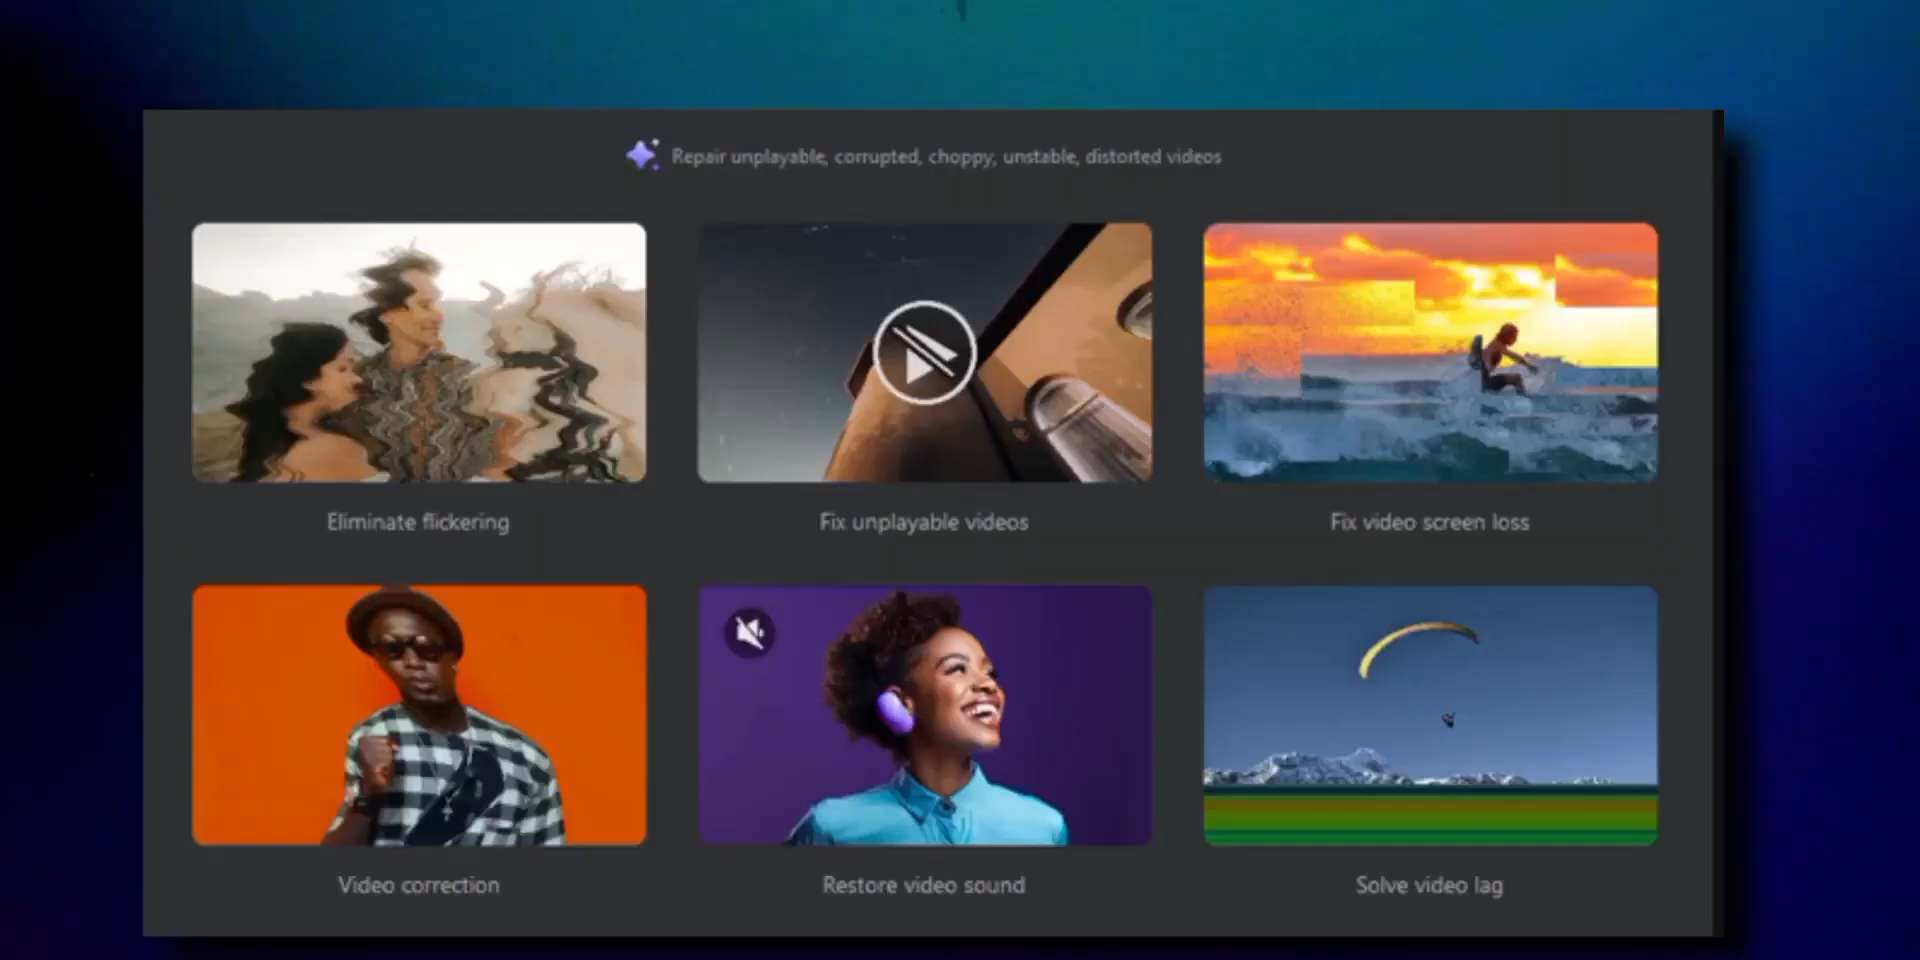 Repair unplayable, corrupted, choppy, unstable, distorted videos
Eliminate flickering
Fix unplayable videos
Fix video screen loss
Video correction
Restore video sound
Solve video lag